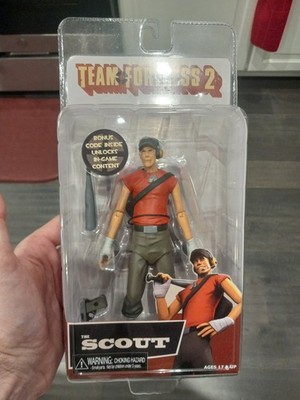 TEAM FORTRESS 2
BONUS
CODE INSIDE
UNLOCKS
IN-GAME
CONTENT
THE
SCOUT
WARNING: CHOKING HAZARD
AGES 17 & UP